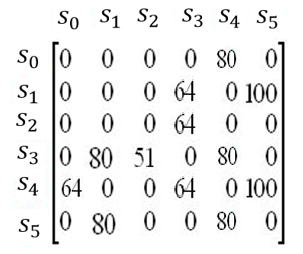 S0 S1 S2 S3 S4 S5
S0 0 0 0 0 80 0
S1 0 0 0 64 0 100
S2 0 0 0 64 0 0
S3 0 80 51 0 80 0
S4 64 0 0 64 0 100
S5 0 80 0 0 80 0